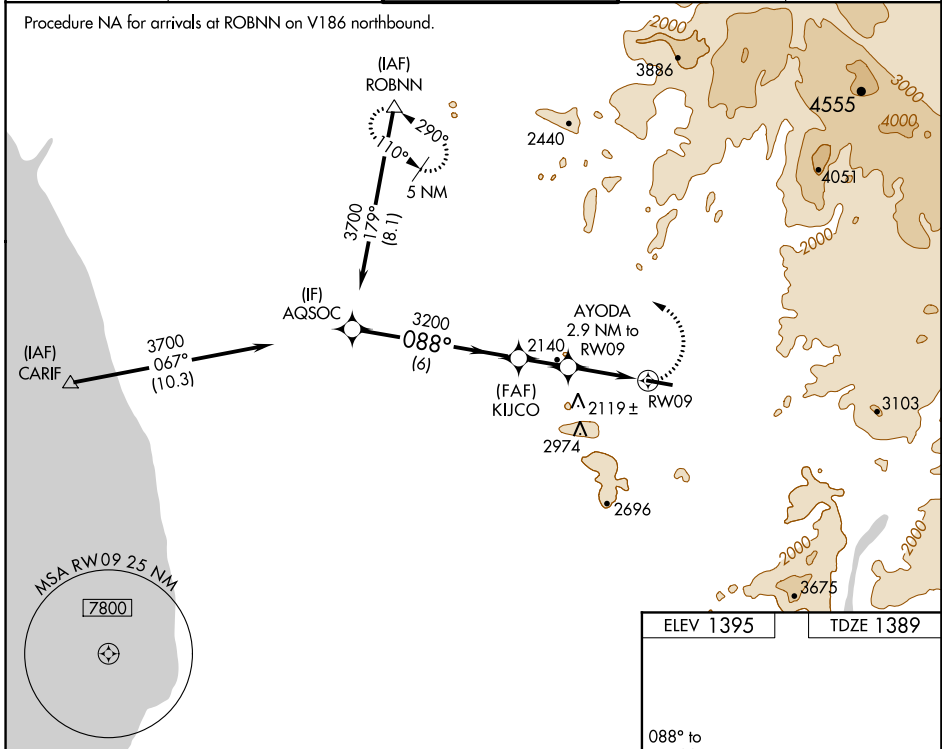 Procedure NA for arrivals at ROBNN on V186 northbound.
(IAF)
ROBNN
290°
110°
5 NM
3700
179°
(8.1)
2000
3886
2440
4555
3000
4000
4051
2000
(IF)
AQSOC
3200
088°
(6)
AYODA
2.9 NM to
RW09
2140
(IAF)
CARIF
3700
067°
(10.3)
(FAF)
KIJCO
RW09
2119 ±
2974
3103
2696
2000
2000
3675
MSA RW09 25 NM
7800
ELEV 1395
TDZE 1389
088° to